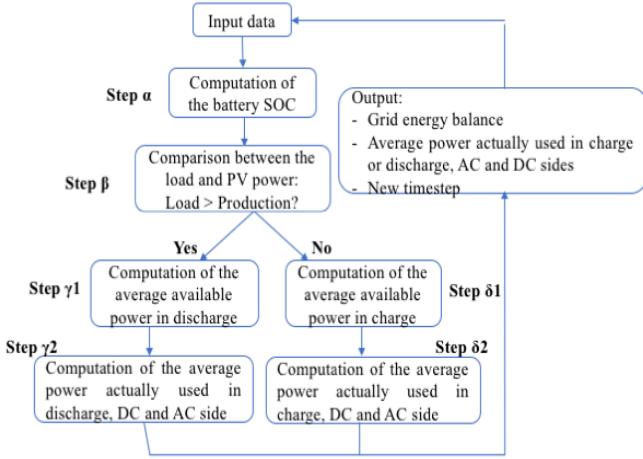 Input data
Step α
Computation of
the battery SOC
Output:
- Grid energy balance
- Average power actually used in charge
or discharge, AC and DC sides
- New timestep
Step β
Comparison between the
load and PV power:
Load > Production?
Yes
No
Step γ1
Computation of the
average available
power in discharge
Computation of the
average available
power in charge
Step δ1
Step γ2
Step δ2
Computation of the average
power actually used in
discharge, DC and AC side
Computation of the average
power actually used in
charge, DC and AC side